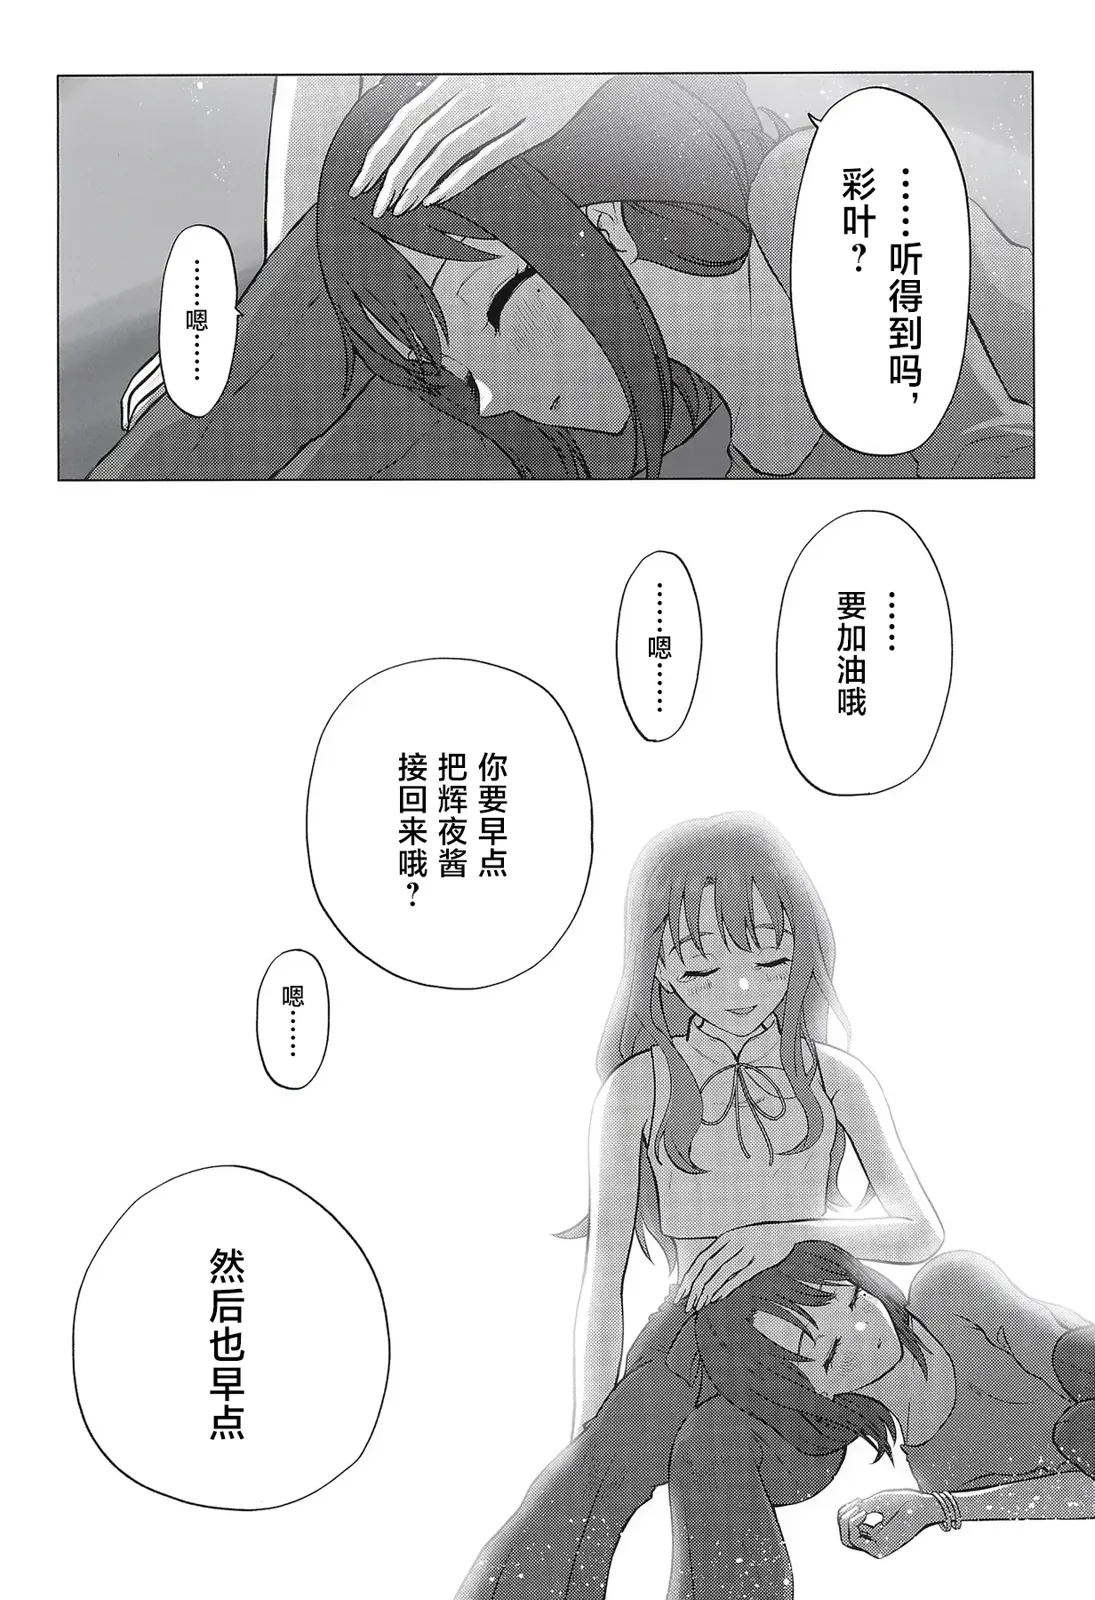 ……听得到吗，
彩叶？
……嗯……
……
要加油哦
……嗯……
你要早点
把辉夜酱
接回来哦？
嗯……
然后也早点